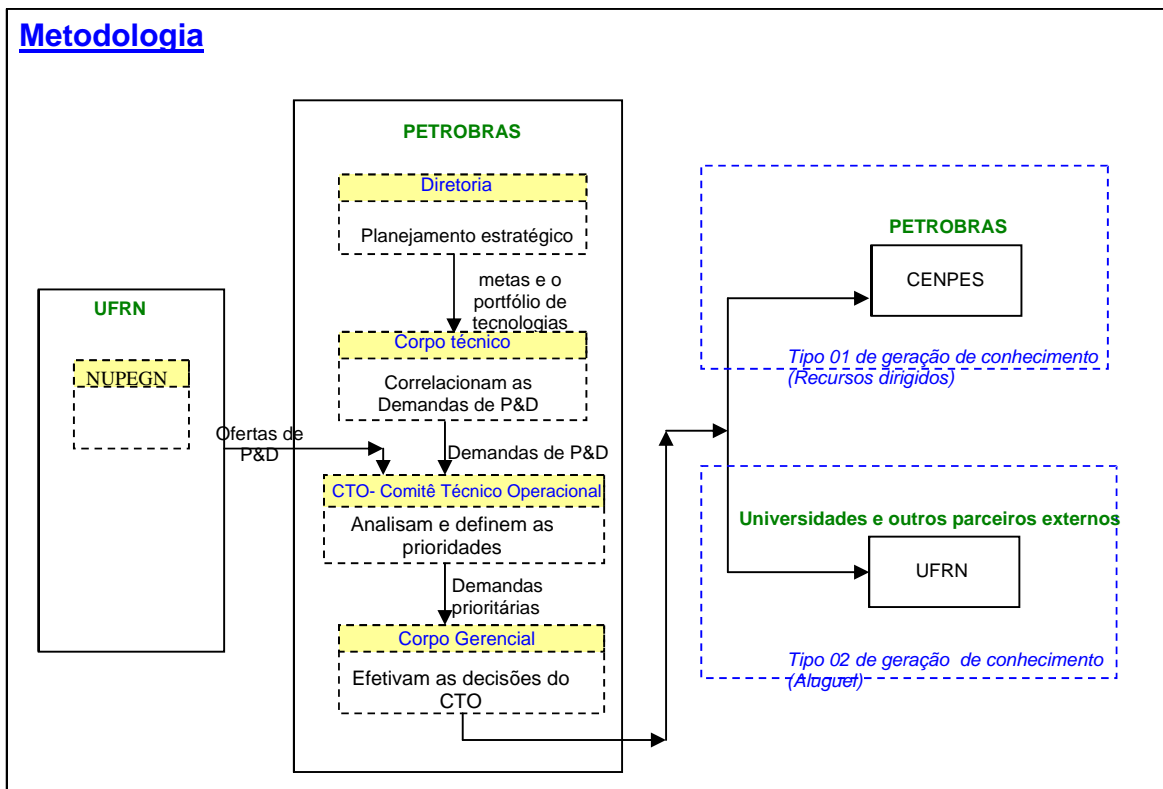 Metodologia
UFRN
NUPEGN
Ofertas de
P&D
PETROBRAS
Diretoria
Planejamento estratégico
metas e o
portfólio de
tecnologias
Corpo técnico
Correlacionam as
Demandas de P&D
Demandas de P&D
CTO- Comitê Técnico Operacional
Analisam e definem as
prioridades
Demandas
prioritárias
Corpo Gerencial
Efetivam as decisões do
CTO
PETROBRAS
CENPES
Tipo 01 de geração de conhecimento
(Recursos dirigidos)
Universidades e outros parceiros externos
UFRN
Tipo 02 de geração de conhecimento
(Aluguel)